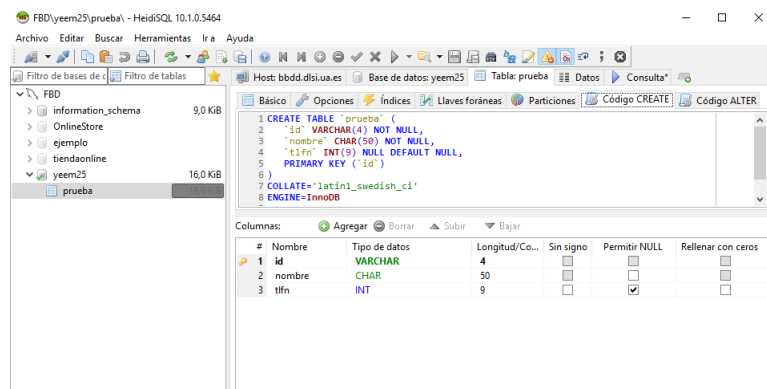 FBD\yeem25\prueba\ - HeidiSQL 10.1.0.5464
Archivo Editar Buscar Herramientas Ir a Ayuda
Filtro de bases de c Filtro de tablas
FBD
information_schema 9,0 KiB
OnlineStore
ejemplo
tiendaonline
yeem25 16,0 KiB
prueba 16,0 KiB
Host: bbdd.dlsi.ua.es Base de datos: yeem25 Tabla: prueba Datos Consulta*
Básico Opciones Índices Llaves foráneas Particiones Código CREATE Código ALTER
1 CREATE TABLE `prueba` (
2 `id` VARCHAR(4) NOT NULL,
3 `nombre` CHAR(50) NOT NULL,
4 `tlfn` INT(9) NULL DEFAULT NULL,
5 PRIMARY KEY (`id`)
6 )
7 COLLATE='latin1_swedish_ci'
8 ENGINE=InnoDB
Columnas: Agregar Borrar Subir Bajar
# Nombre Tipo de datos Longitud/Co... Sin signo Permitir NULL Rellenar con ceros
1 id VARCHAR 4
2 nombre CHAR 50
3 tlfn INT 9